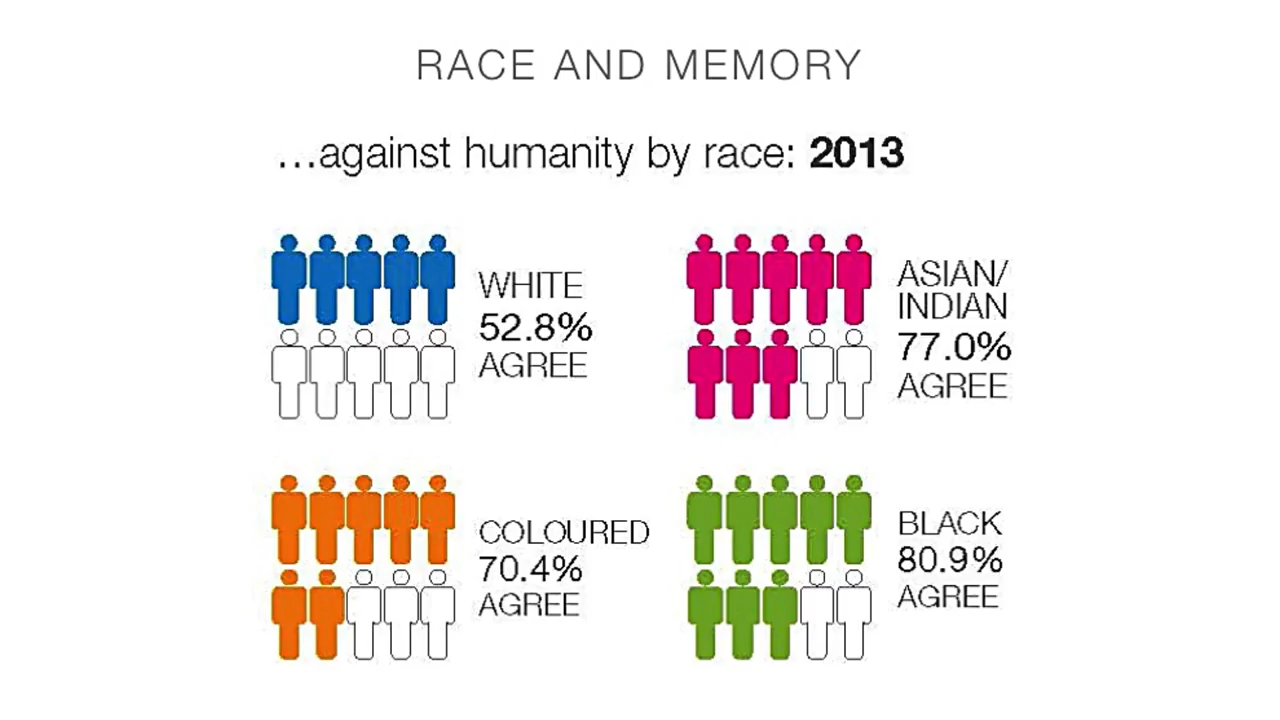 RACE AND MEMORY
...against humanity by race: 2013
WHITE
52.8%
AGREE
ASIAN/
INDIAN
77.0%
AGREE
COLOURED
70.4%
AGREE
BLACK
80.9%
AGREE